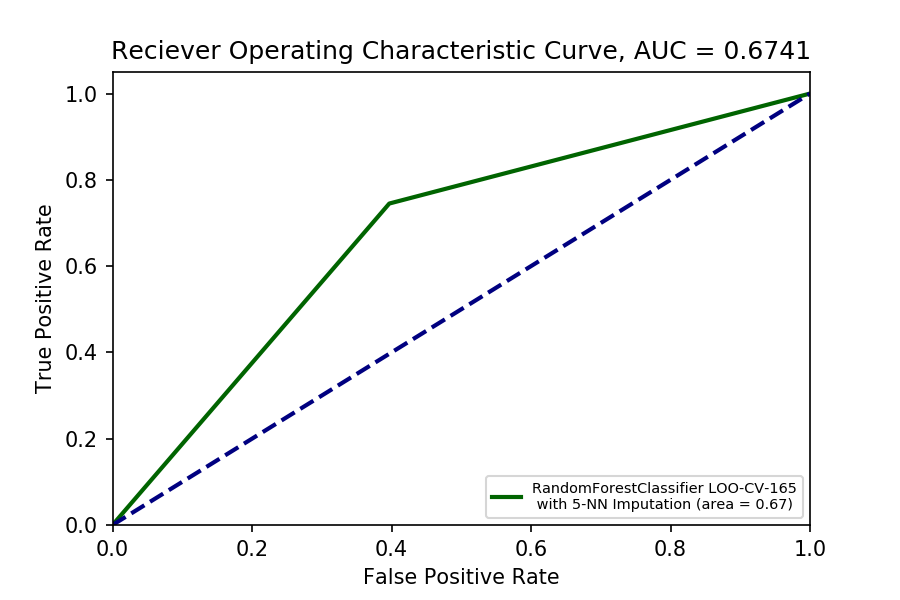 Reciever Operating Characteristic Curve, AUC = 0.6741
True Positive Rate
1.0
0.8
0.6
0.4
0.2
0.0
RandomForestClassifier LOO-CV-165
with 5-NN Imputation (area = 0.67)
0.0 0.2 0.4 0.6 0.8 1.0
False Positive Rate